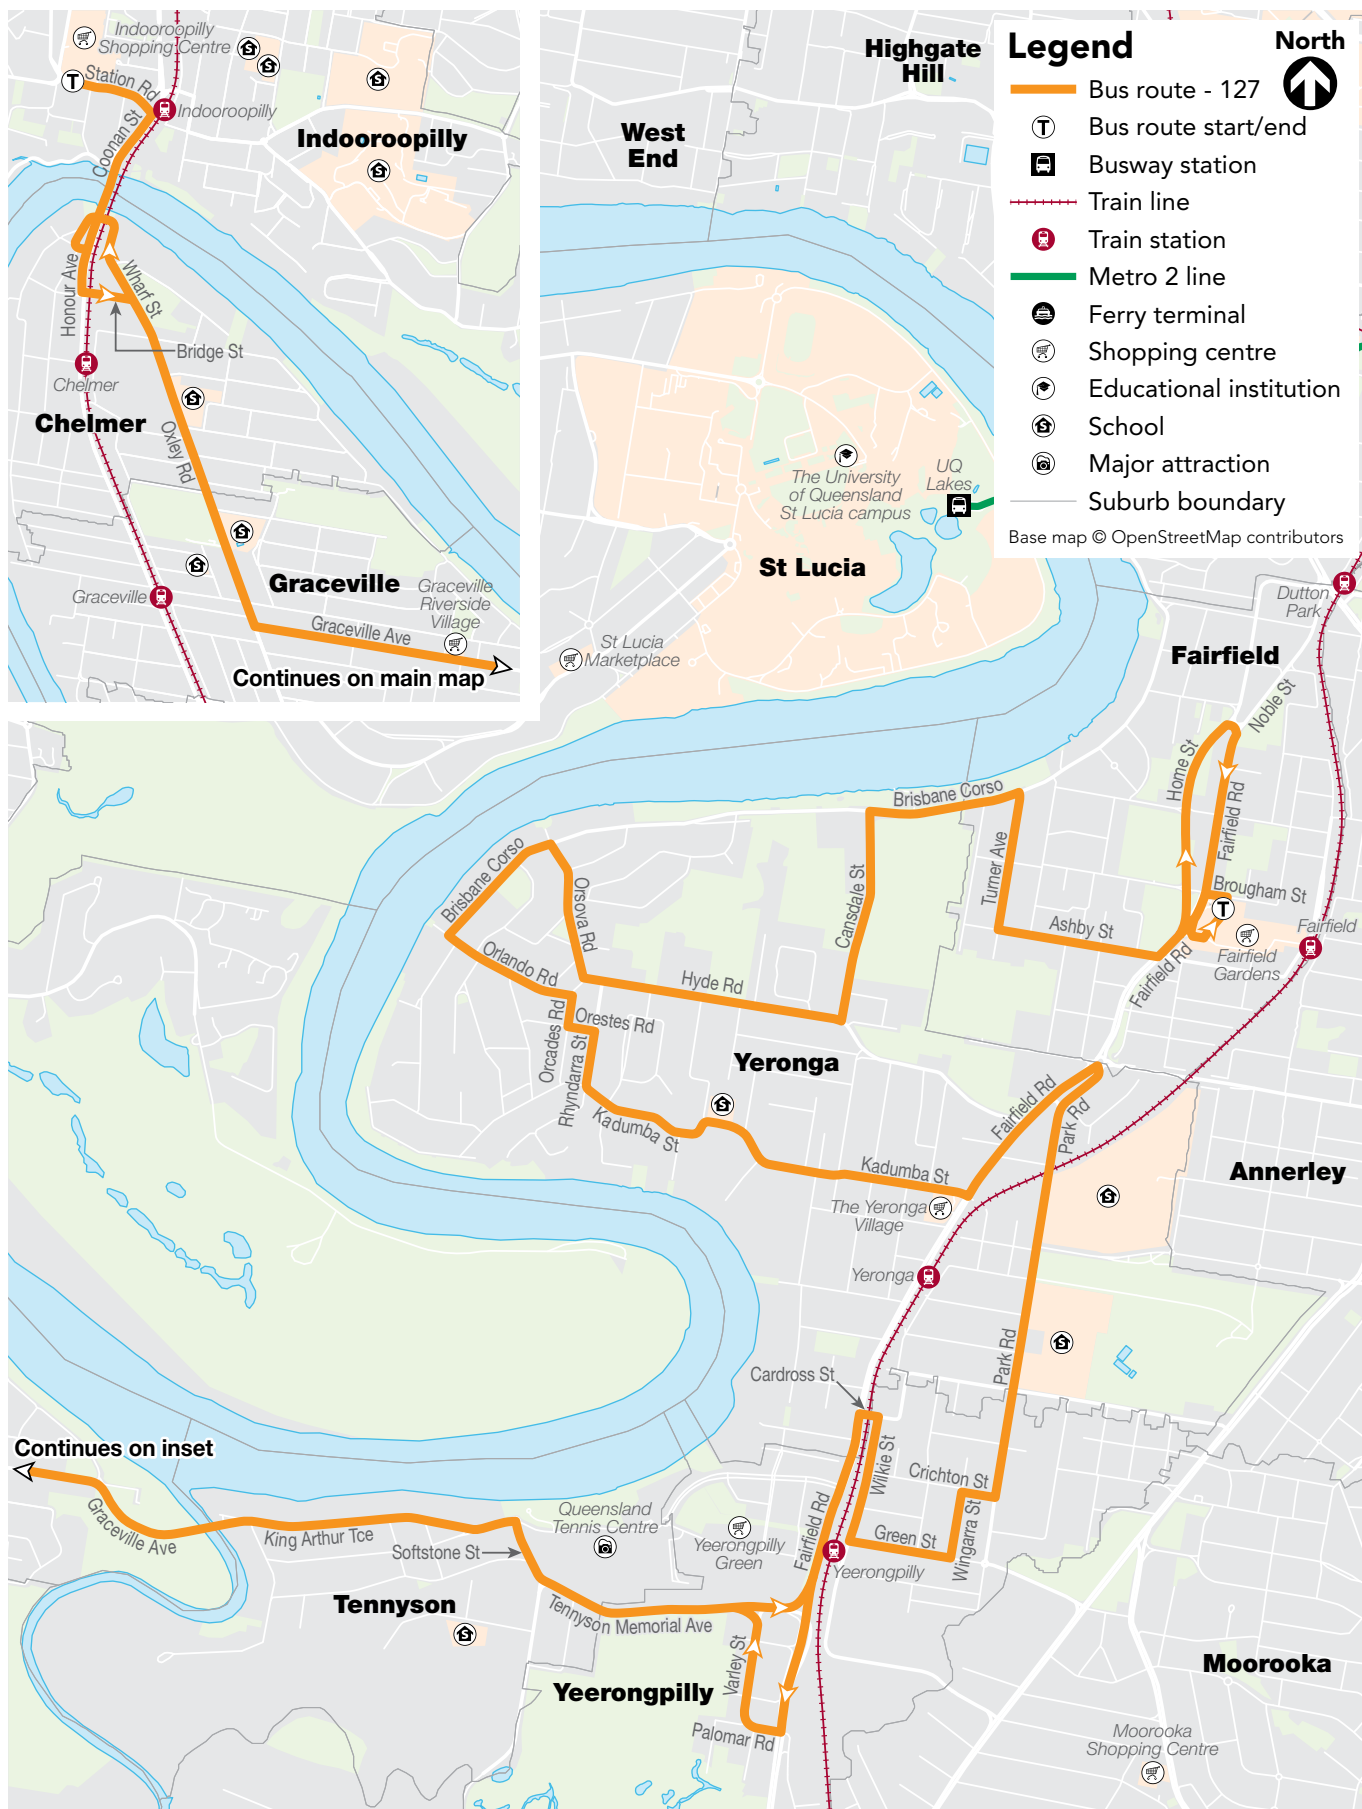 Indooroopilly
Shopping Centre
Station Rd
T
Indooroopilly
Coonan St
Indooroopilly
Honour Ave
Wharf St
Bridge St
Chelmer
Chelmer
Oxley Rd
Graceville
Graceville
Graceville
Riverside
Village
Graceville Ave
Continues on main map
Highgate
Hill
West
End
Legend
North
Bus route - 127
T
Bus route start/end
Busway station
Train line
Train station
Metro 2 line
Ferry terminal
Shopping centre
Educational institution
School
Major attraction
Suburb boundary
Base map © OpenStreetMap contributors
The University
of Queensland
St Lucia campus
UQ
Lakes
St Lucia
St Lucia
Marketplace
Dutton
Park
Fairfield
Noble St
Home St
Fairfield Rd
Brougham St
T
Fairfield
Fairfield
Gardens
Fairfield Rd
Brisbane Corso
Turner Ave
Ashby St
Cansdale St
Brisbane Corso
Orsova Rd
Orlando Rd
Hyde Rd
Orcades Rd
Orestes Rd
Rhyndarra St
Yeronga
Kadumba St
Kadumba St
Fairfield Rd
Park Rd
Annerley
The Yeronga
Village
Yeronga
Park Rd
Cardross St
Wilkie St
Crichton St
Wingarra St
Green St
Continues on inset
Graceville Ave
King Arthur Tce
Softstone St
Queensland
Tennis Centre
Yeerongpilly
Green
Fairfield Rd
Yeerongpilly
Tennyson
Tennyson Memorial Ave
Varley St
Yeerongpilly
Palomar Rd
Moorooka
Moorooka
Shopping Centre